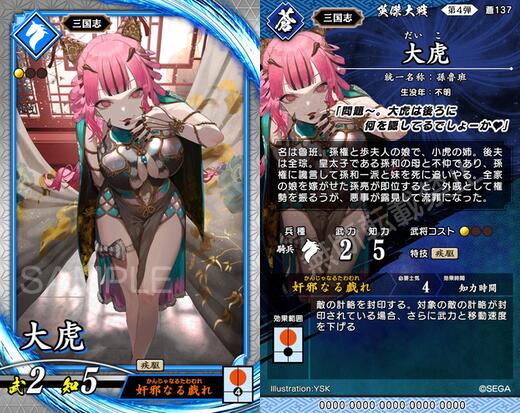 三国志
SAMPLE
大虎
疾駆
武2 知5
かんじゃなるたわむれ
奸邪なる戯れ
4
蒼
三国志
英傑大戦
第4弾
蒼137
だいこ
大虎
統一名称:孫魯班
生没年:不明
「問題~。大虎は後ろに
何を隠してるでしょーか♥」
名は魯班。孫権と歩夫人の娘で、小虎の姉。後夫
は全琮。皇太子である孫和の母と不仲であり、孫
権に讒言して孫和一派と妹を死に追いやる。全家
の娘を嫁がせた孫亮が即位すると、外戚として権
勢を振るうが、悪事が露見して流罪になった。
兵種
騎兵
武力
2
知力
5
武将コスト
特技
疾駆
かんじゃなるたわむれ
奸邪なる戯れ
必要士気
4
効果時間
知力時間
効果範囲
敵の計略を封印する。対象の敵の計略が封
印されている場合、さらに武力と移動速度
を下げる
Illustration:YSK
©SEGA
0000 0000 0000 0000 0000 0000